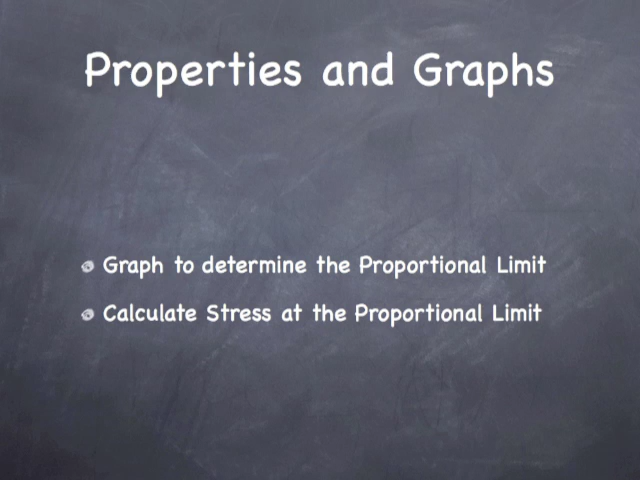 Properties and Graphs
Graph to determine the Proportional Limit
Calculate Stress at the Proportional Limit